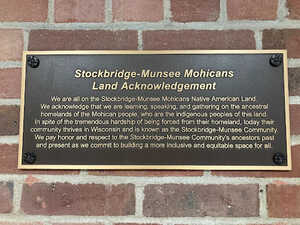 Stockbridge-Munsee Mohicans
Land Acknowledgement
We are all on the Stockbridge-Munsee Mohicans Native American Land.
We acknowledge that we are learning, speaking, and gathering on the ancestral
homelands of the Mohican people, who are the indigenous peoples of this land.
In spite of the tremendous hardship of being forced from their homeland, today their
community thrives in Wisconsin and is known as the Stockbridge-Munsee Community.
We pay honor and respect to the Stockbridge-Munsee Community's ancestors past
and present as we commit to building a more inclusive and equitable space for all.